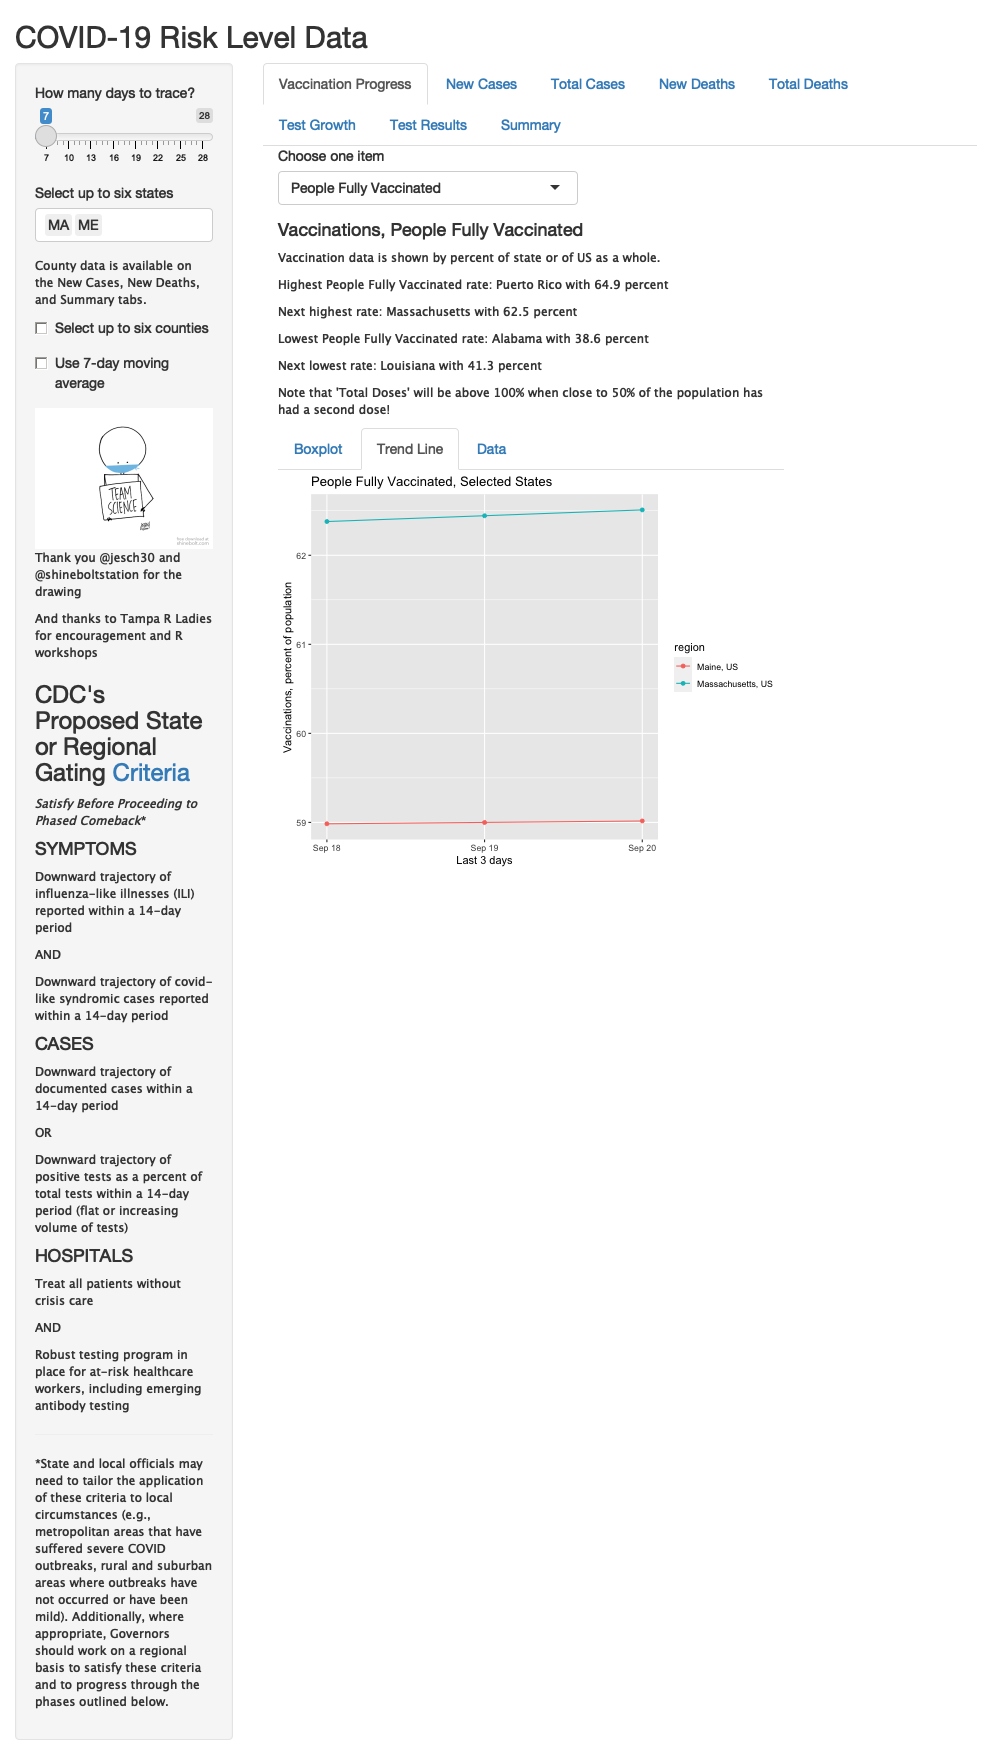 COVID-19 Risk Level Data
How many days to trace?
7
28
7 10 13 16 19 22 25 28
Select up to six states
MA ME
County data is available on
the New Cases, New Deaths,
and Summary tabs.
Select up to six counties
Use 7-day moving
average
TEAM
SCIENCE
free download at
shinebolt.com
Thank you @jesch30 and
@shineboltstation for the
drawing
And thanks to Tampa R Ladies
for encouragement and R
workshops
CDC's
Proposed State
or Regional
Gating Criteria
Satisfy Before Proceeding to
Phased Comeback*
SYMPTOMS
Downward trajectory of
influenza-like illnesses (ILI)
reported within a 14-day
period
AND
Downward trajectory of covid-
like syndromic cases reported
within a 14-day period
CASES
Downward trajectory of
documented cases within a
14-day period
OR
Downward trajectory of
positive tests as a percent of
total tests within a 14-day
period (flat or increasing
volume of tests)
HOSPITALS
Treat all patients without
crisis care
AND
Robust testing program in
place for at-risk healthcare
workers, including emerging
antibody testing
*State and local officials may
need to tailor the application
of these criteria to local
circumstances (e.g.,
metropolitan areas that have
suffered severe COVID
outbreaks, rural and suburban
areas where outbreaks have
not occurred or have been
mild). Additionally, where
appropriate, Governors
should work on a regional
basis to satisfy these criteria
and to progress through the
phases outlined below.
Vaccination Progress New Cases Total Cases New Deaths Total Deaths
Test Growth Test Results Summary
Choose one item
People Fully Vaccinated
Vaccinations, People Fully Vaccinated
Vaccination data is shown by percent of state or of US as a whole.
Highest People Fully Vaccinated rate: Puerto Rico with 64.9 percent
Next highest rate: Massachusetts with 62.5 percent
Lowest People Fully Vaccinated rate: Alabama with 38.6 percent
Next lowest rate: Louisiana with 41.3 percent
Note that 'Total Doses' will be above 100% when close to 50% of the population has
had a second dose!
Boxplot Trend Line Data
People Fully Vaccinated, Selected States
Vaccinations, percent of population
62
61
60
59
Sep 18 Sep 19 Sep 20
Last 3 days
region
Maine, US
Massachusetts, US